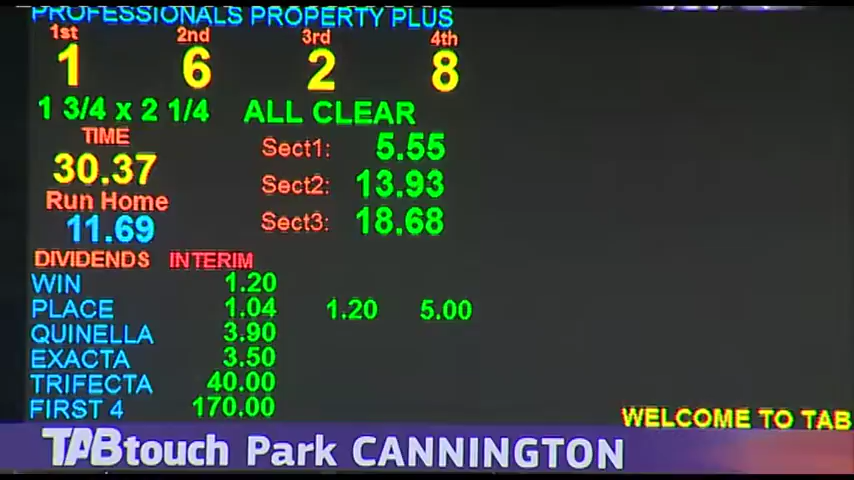 PROFESSIONALS PROPERTY PLUS
1st 2nd 3rd 4th
1 6 2 8
1 3/4 x 2 1/4 ALL CLEAR
TIME
30.37
Run Home
11.69
Sect1: 5.55
Sect2: 13.93
Sect3: 18.68
DIVIDENDS INTERIM
WIN 1.20
PLACE 1.04 1.20 5.00
QUINELLA 3.90
EXACTA 3.50
TRIFECTA 40.00
FIRST 4 170.00
WELCOME TO TAB
TABtouch Park CANNINGTON